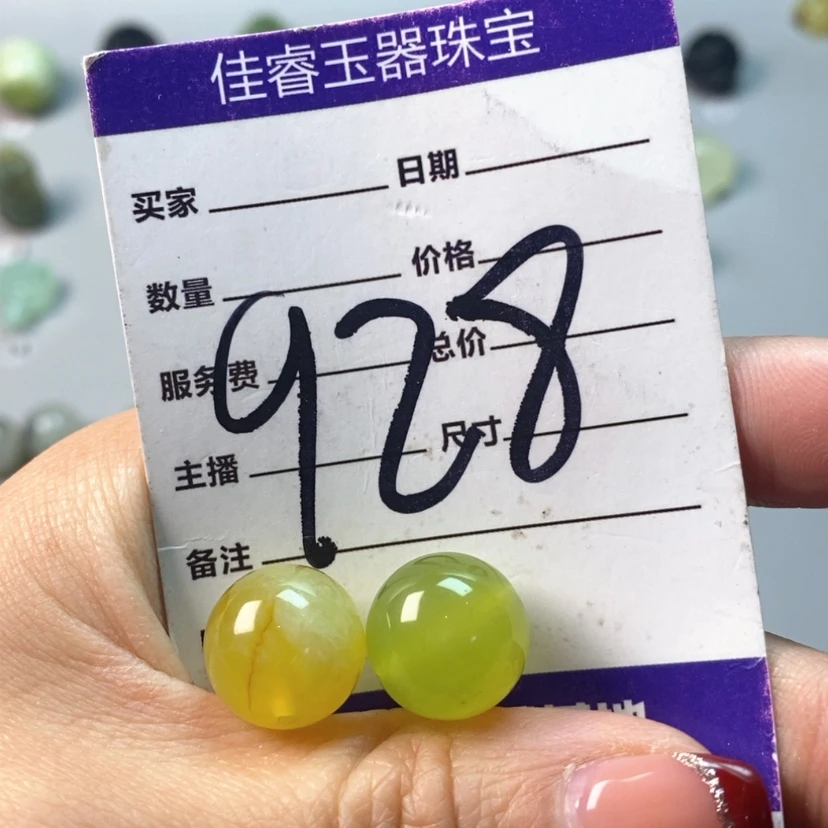 佳睿玉器珠宝
买家 日期
数量 价格
928
服务费 总价
主播 尺寸
备注